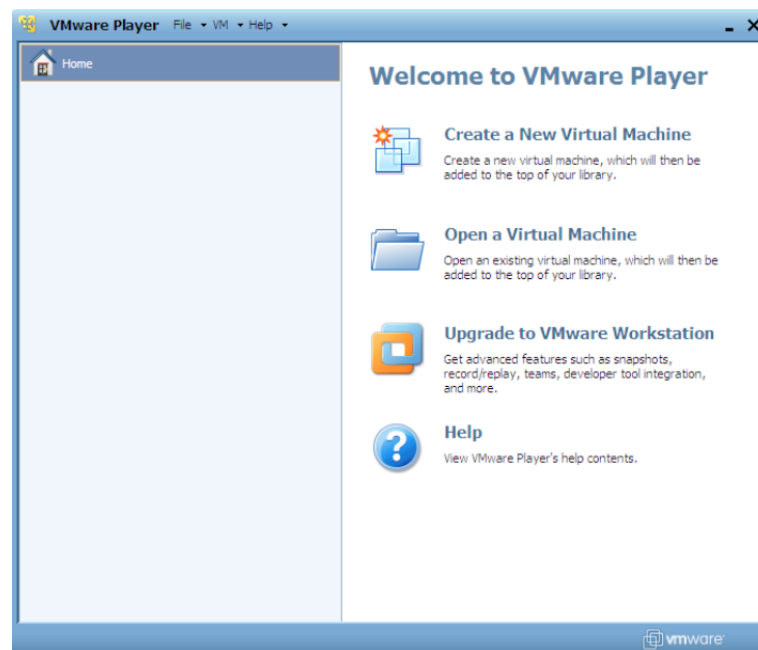 VMware Player File VM Help
Home
Welcome to VMware Player
Create a New Virtual Machine
Create a new virtual machine, which will then be
added to the top of your library.
Open a Virtual Machine
Open an existing virtual machine, which will then be
added to the top of your library.
Upgrade to VMware Workstation
Get advanced features such as snapshots,
record/replay, teams, developer tool integration,
and more.
Help
View VMware Player's help contents.
vmware